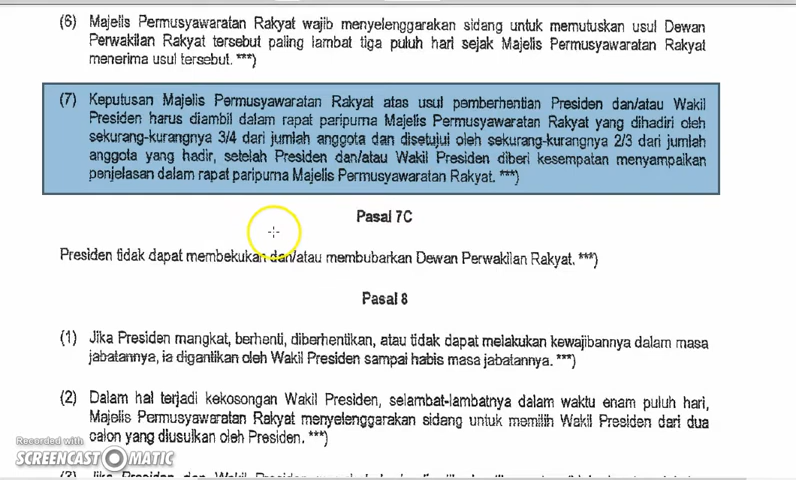 (6) Majelis Permusyawaratan Rakyat wajib menyelenggarakan sidang untuk memutuskan usul Dewan
Perwakilan Rakyat tersebut paling lambat tiga puluh hari sejak Majelis Permusyawaratan Rakyat
menerima usul tersebut. ***)
(7) Keputusan Majelis Permusyawaratan Rakyat atas usul pemberhentian Presiden dan/atau Wakil
Presiden harus diambil dalam rapat paripurna Majelis Permusyawaratan Rakyat yang dihadiri oleh
sekurang-kurangnya 3/4 dari jumlah anggota dan disetujui oleh sekurang-kurangnya 2/3 dari jumlah
anggota yang hadir, setelah Presiden dan/atau Wakil Presiden diberi kesempatan menyampaikan
penjelasan dalam rapat paripurna Majelis Permusyawaratan Rakyat. ***)
Pasal 7C
Presiden tidak dapat membekukan dan/atau membubarkan Dewan Perwakilan Rakyat. ***)
Pasal 8
(1) Jika Presiden mangkat, berhenti, diberhentikan, atau tidak dapat melakukan kewajibannya dalam masa
jabatannya, ia digantikan oleh Wakil Presiden sampai habis masa jabatannya. ***)
(2) Dalam hal terjadi kekosongan Wakil Presiden, selambat-lambatnya dalam waktu enam puluh hari,
Majelis Permusyawaratan Rakyat menyelenggarakan sidang untuk memilih Wakil Presiden dari dua
calon yang diusulkan oleh Presiden. ***)
Recorded with
SCREENCAST O MATIC
(3) Jika Presiden dan Wakil Presiden